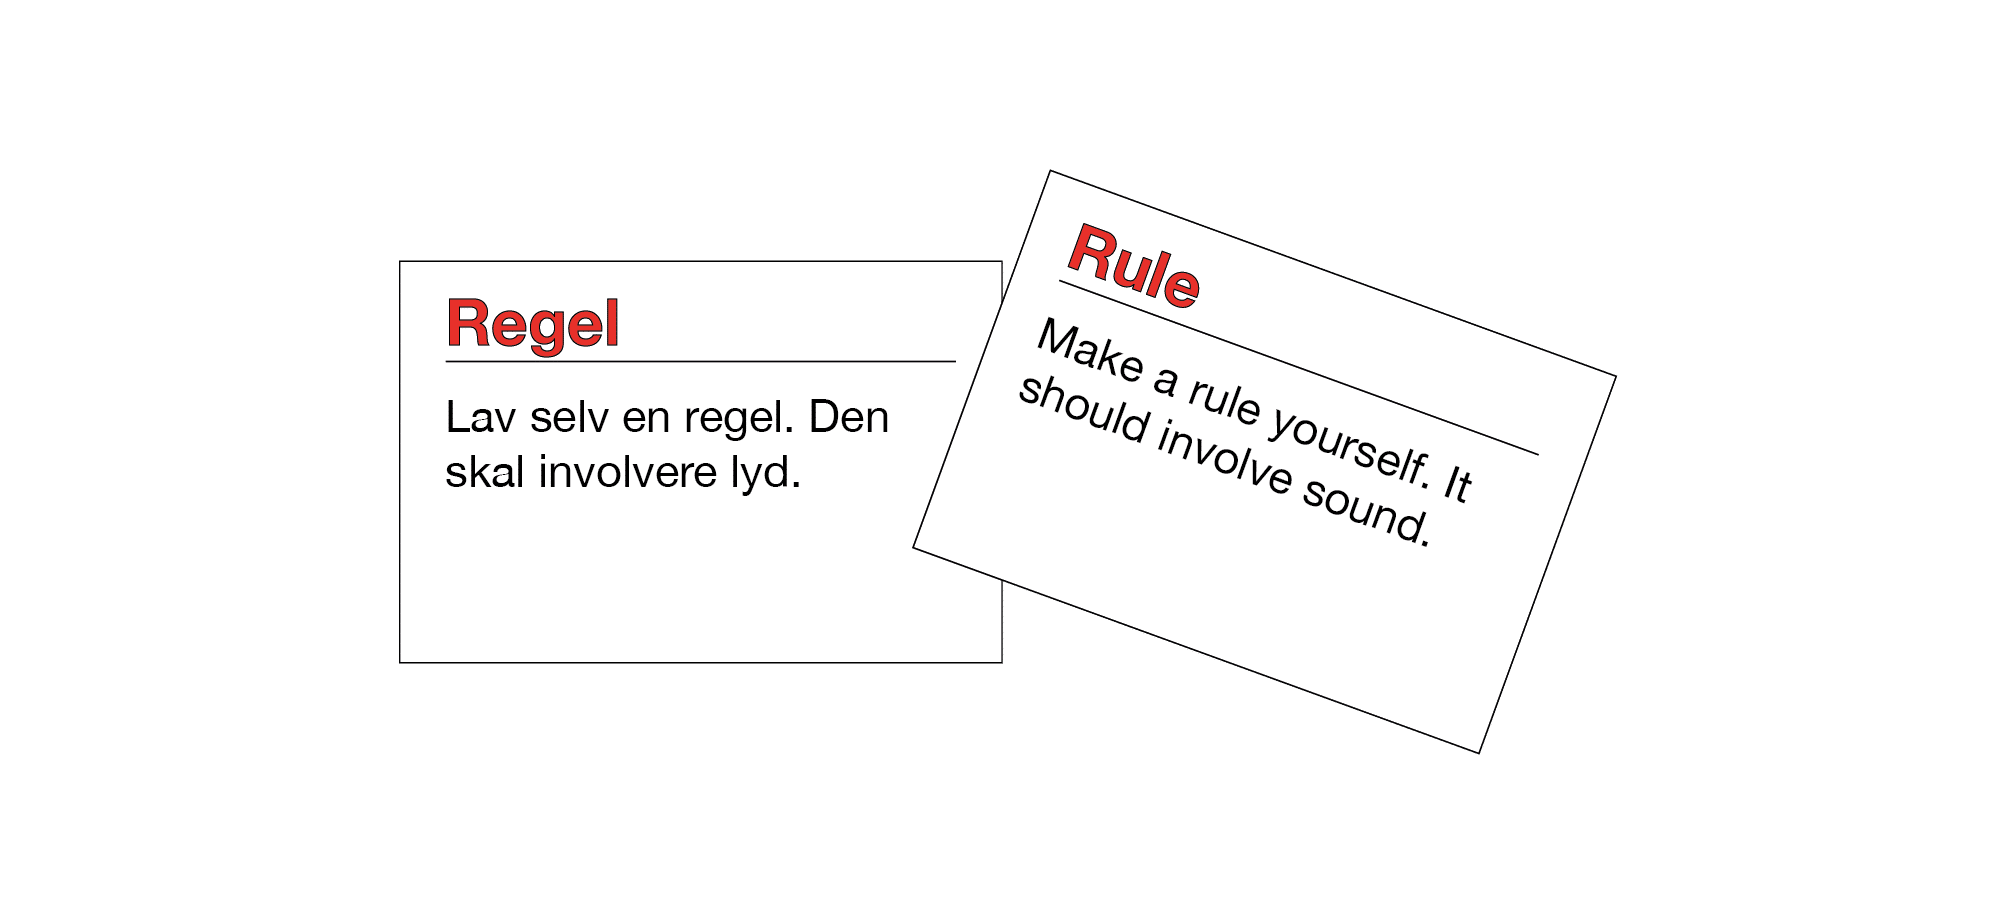 Regel
Lav selv en regel. Den
skal involvere lyd.
Rule
Make a rule yourself. It
should involve sound.